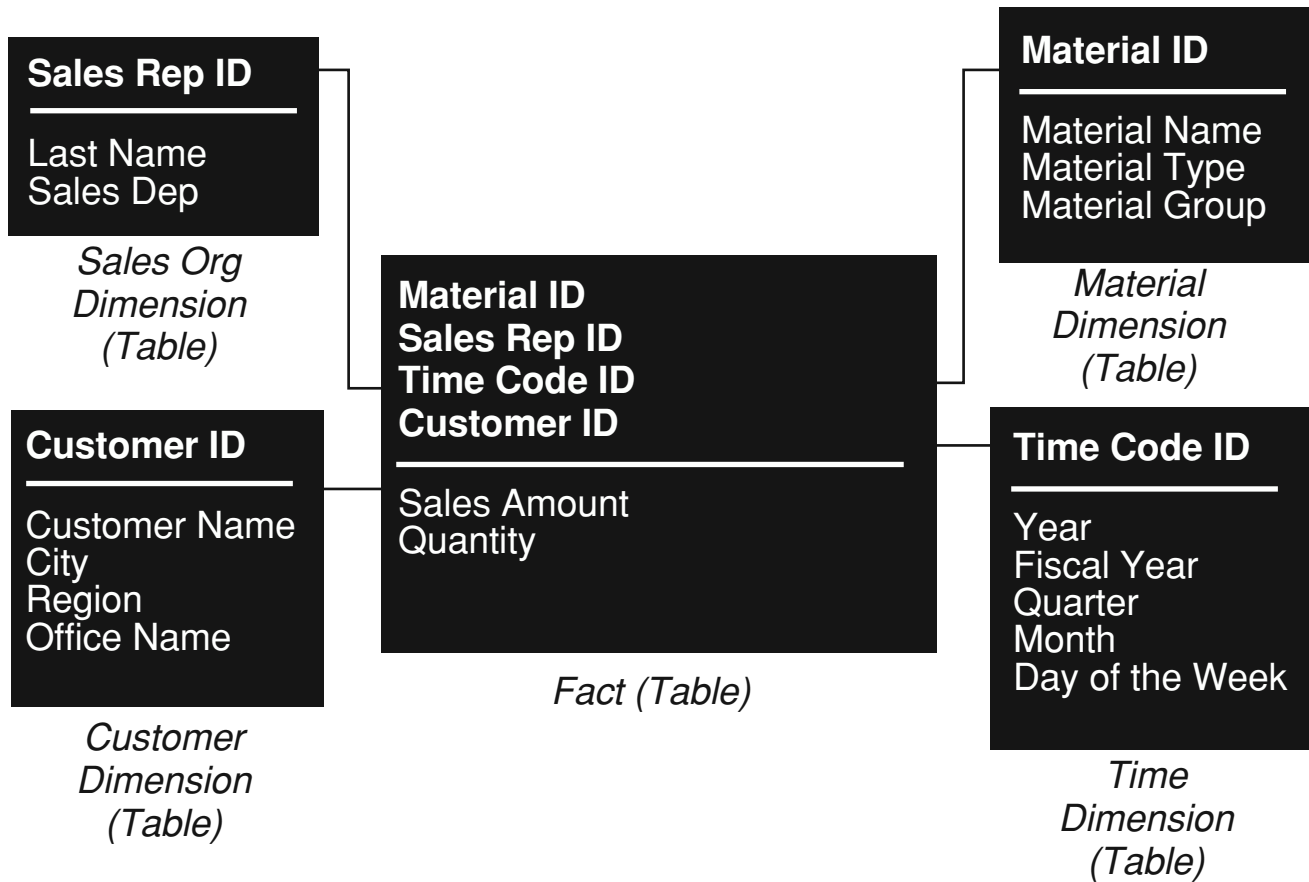 Sales Rep ID
Last Name
Sales Dep
Sales Org
Dimension
(Table)
Customer ID
Customer Name
City
Region
Office Name
Customer
Dimension
(Table)
Material ID
Sales Rep ID
Time Code ID
Customer ID
Sales Amount
Quantity
Fact (Table)
Material ID
Material Name
Material Type
Material Group
Material
Dimension
(Table)
Time Code ID
Year
Fiscal Year
Quarter
Month
Day of the Week
Time
Dimension
(Table)